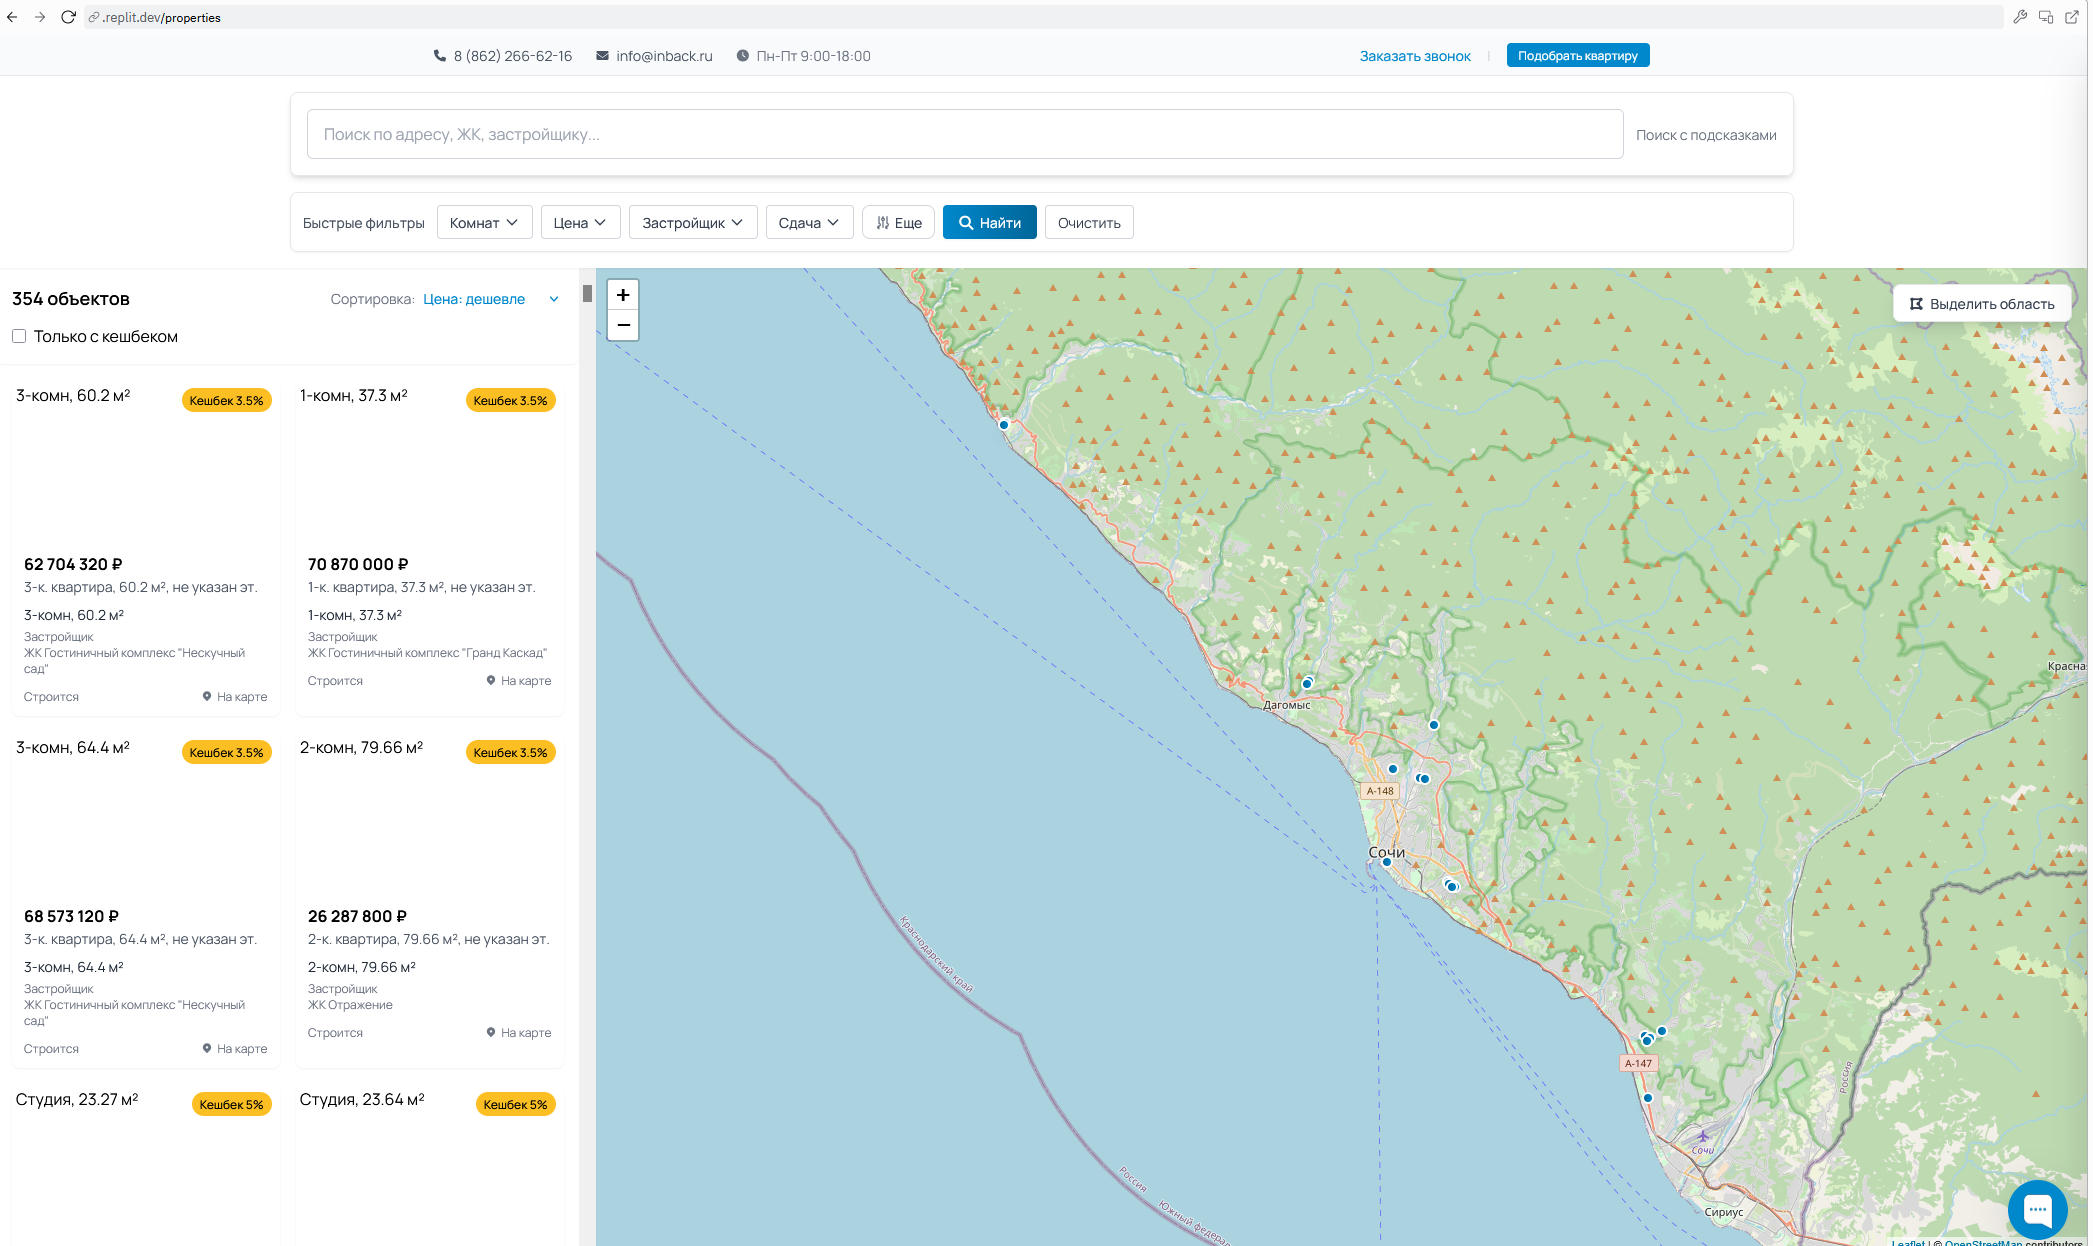 .replit.dev/properties
8 (862) 266-62-16
info@inback.ru
Пн-Пт 9:00-18:00
Заказать звонок
Подобрать квартиру
Поиск по адресу, ЖК, застройщику...
Поиск с подсказками
Быстрые фильтры
Комнат
Цена
Застройщик
Сдача
Еще
Найти
Очистить
354 объектов
Сортировка: Цена: дешевле
Только с кешбеком
3-комн, 60.2 м²
Кешбек 3.5%
62 704 320 ₽
3-к. квартира, 60.2 м², не указан эт.
3-комн, 60.2 м²
Застройщик
ЖК Гостиничный комплекс "Нескучный
сад"
Строится
На карте
1-комн, 37.3 м²
Кешбек 3.5%
70 870 000 ₽
1-к. квартира, 37.3 м², не указан эт.
1-комн, 37.3 м²
Застройщик
ЖК Гостиничный комплекс "Гранд Каскад"
Строится
На карте
3-комн, 64.4 м²
Кешбек 3.5%
68 573 120 ₽
3-к. квартира, 64.4 м², не указан эт.
3-комн, 64.4 м²
Застройщик
ЖК Гостиничный комплекс "Нескучный
сад"
Строится
На карте
2-комн, 79.66 м²
Кешбек 3.5%
26 287 800 ₽
2-к. квартира, 79.66 м², не указан эт.
2-комн, 79.66 м²
Застройщик
ЖК Отражение
Строится
На карте
Студия, 23.27 м²
Кешбек 5%
Студия, 23.64 м²
Кешбек 5%
+
−
Выделить область
Красна
Дагомыс
А-148
Сочи
Краснодарский край
А-147
Россия
Сочи
Россия
Южный федера
Сириус
Leaflet | © OpenStreetMap contributors